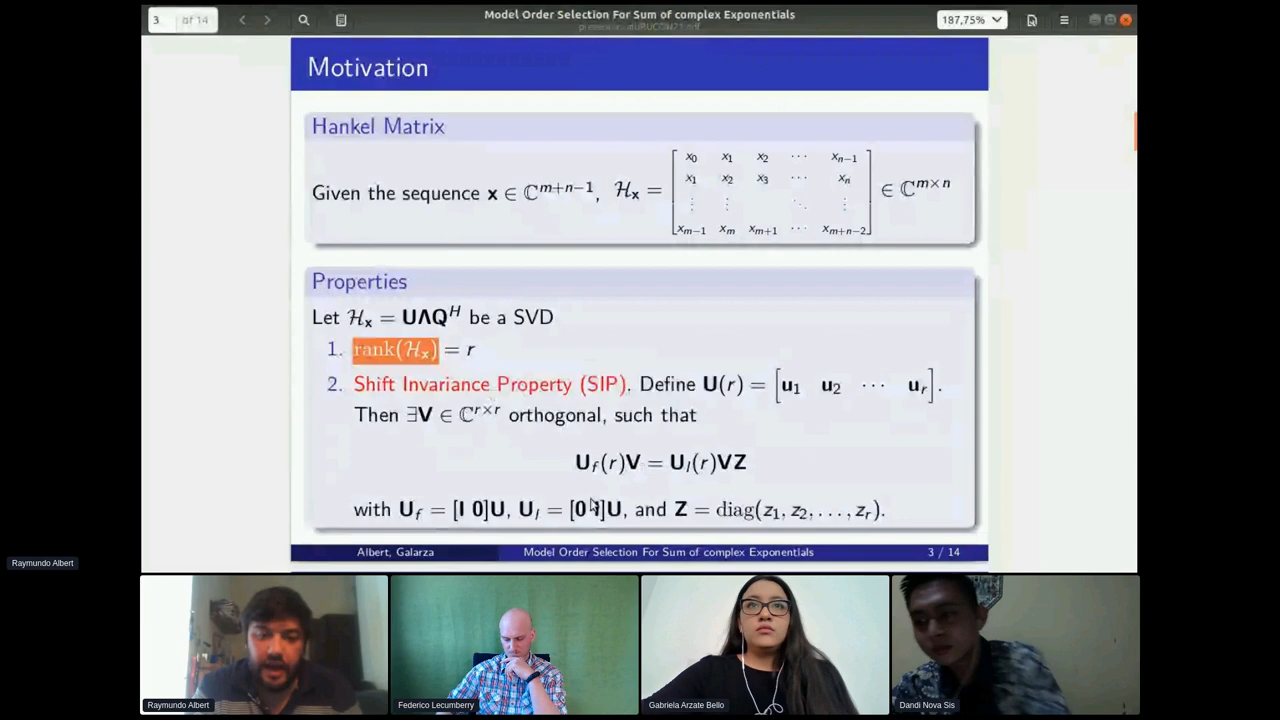 3 of 14
Model Order Selection For Sum of complex Exponentials
187,75%
Motivation
Hankel Matrix
Given the sequence x ∈ ℂ^{m+n−1}, ℋ_x = [x_0 x_1 x_2 ⋯ x_{n−1}
x_1 x_2 x_3 ⋯ x_n
⋮ ⋮ ⋱ ⋮
x_{m−1} x_m x_{m+1} ⋯ x_{m+n−2}] ∈ ℂ^{m×n}
Properties
Let ℋ_x = UΛQ^H be a SVD
1. rank(ℋ_x) = r
2. Shift Invariance Property (SIP). Define U(r) = [u_1 u_2 ⋯ u_r].
Then ∃V ∈ ℂ^{r×r} orthogonal, such that
U_f(r)V = U_l(r)VZ
with U_f = [I 0]U, U_l = [0 I]U, and Z = diag(z_1, z_2, . . . , z_r).
Albert, Galarza Model Order Selection For Sum of complex Exponentials 3 / 14
Raymundo Albert
Raymundo Albert
Federico Lecumberry
Gabriela Arzate Bello
Dandi Nova Sis